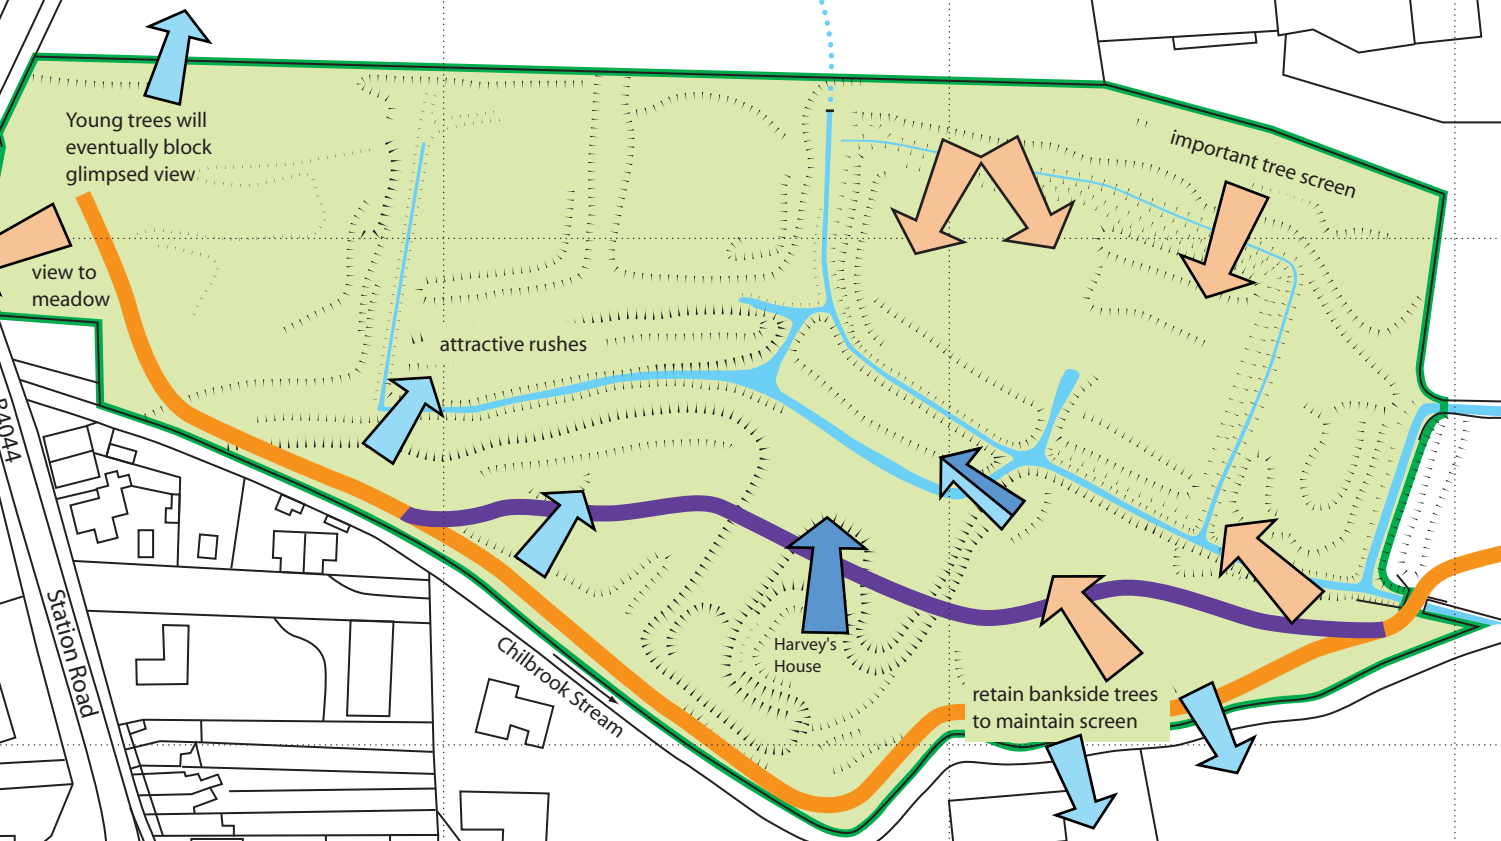 Young trees will
eventually block
glimpsed view
important tree screen
view to
meadow
attractive rushes
B4044
Station Road
Harvey's
House
Chilbrook Stream
retain bankside trees
to maintain screen